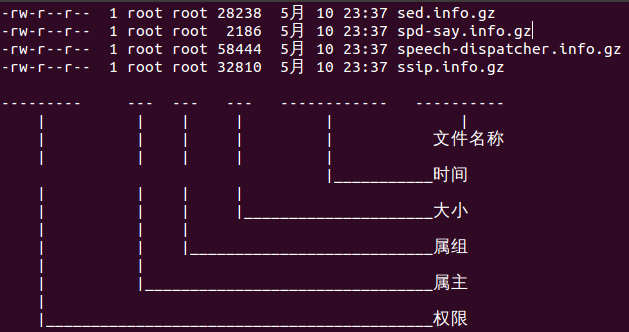 -rw-r--r--  1 root root 28238  5月 10 23:37 sed.info.gz
-rw-r--r--  1 root root  2186  5月 10 23:37 spd-say.info.gz
-rw-r--r--  1 root root 58444  5月 10 23:37 speech-dispatcher.info.gz
-rw-r--r--  1 root root 32810  5月 10 23:37 ssip.info.gz
文件名称
时间
大小
属组
属主
权限